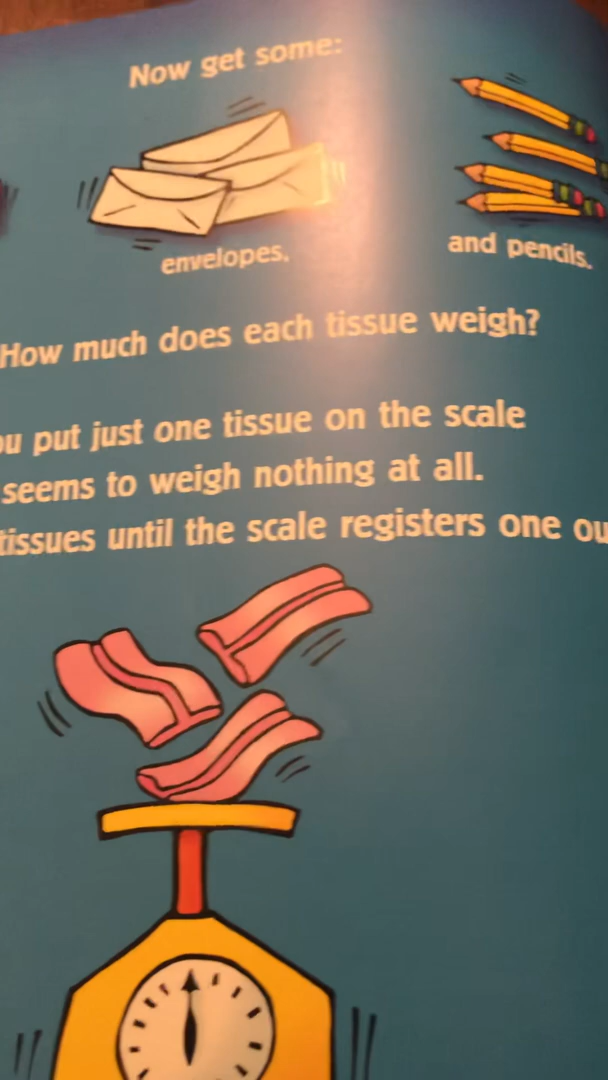 Now get some:
envelopes,
and pencils.
How much does each tissue weigh?
put just one tissue on the scale
seems to weigh nothing at all.
tissues until the scale registers one